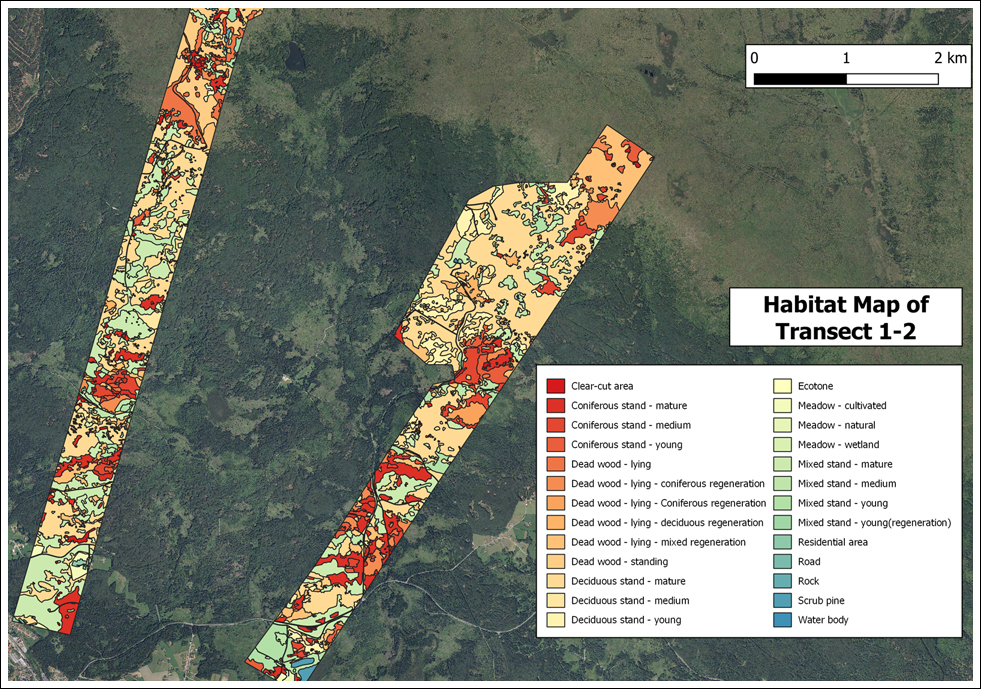 0 1 2 km
Habitat Map of
Transect 1-2
Clear-cut area
Coniferous stand - mature
Coniferous stand - medium
Coniferous stand - young
Dead wood - lying
Dead wood - lying - coniferous regeneration
Dead wood - lying - Coniferous regeneration
Dead wood - lying - deciduous regeneration
Dead wood - lying - mixed regeneration
Dead wood - standing
Deciduous stand - mature
Deciduous stand - medium
Deciduous stand - young
Ecotone
Meadow - cultivated
Meadow - natural
Meadow - wetland
Mixed stand - mature
Mixed stand - medium
Mixed stand - young
Mixed stand - young(regeneration)
Residential area
Road
Rock
Scrub pine
Water body